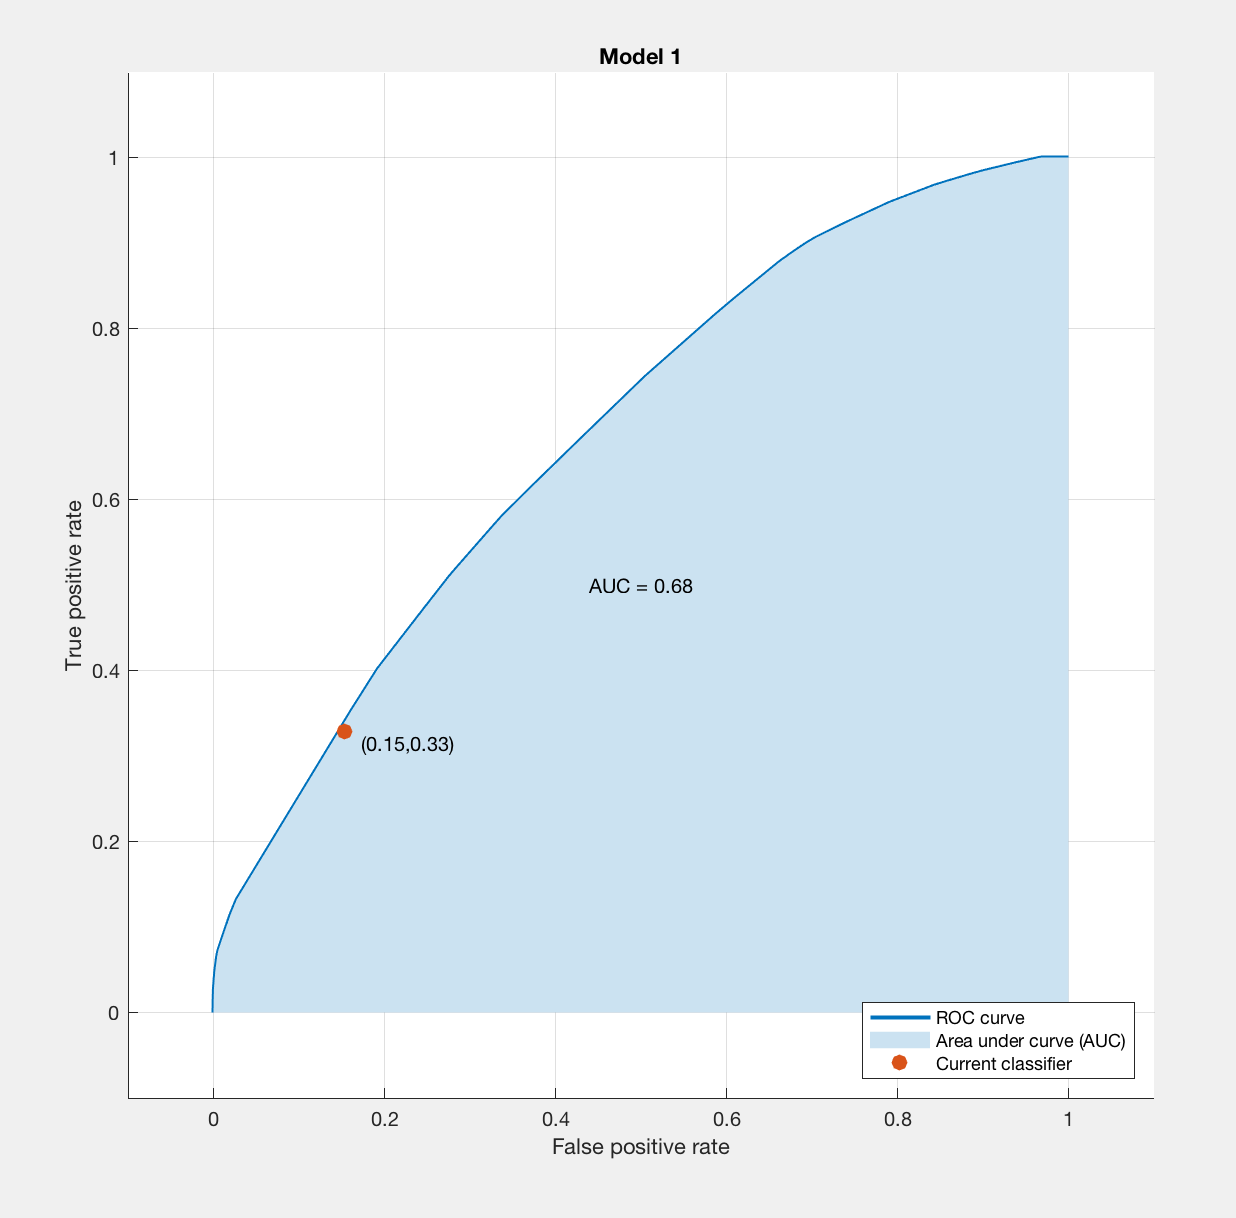 Model 1
1
0.8
0.6
0.4
0.2
0
True positive rate
AUC = 0.68
(0.15,0.33)
ROC curve
Area under curve (AUC)
Current classifier
0 0.2 0.4 0.6 0.8 1
False positive rate